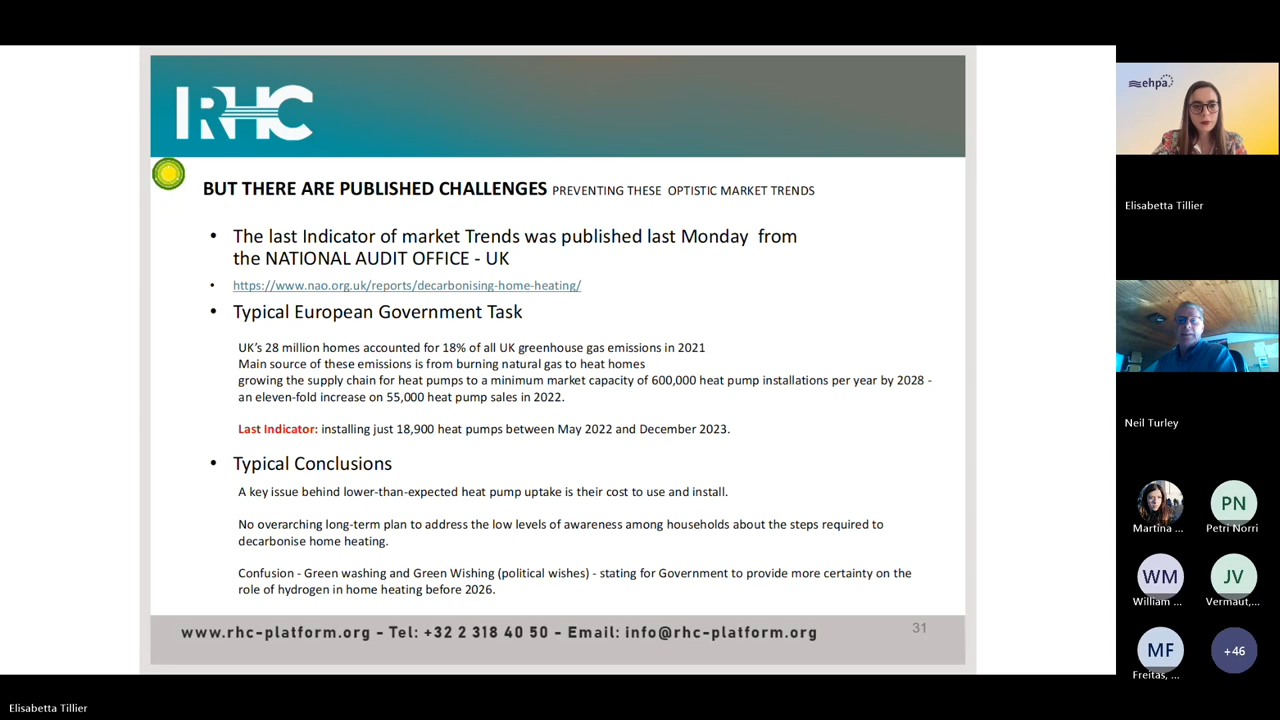 RHC
BUT THERE ARE PUBLISHED CHALLENGES PREVENTING THESE OPTISTIC MARKET TRENDS
• The last Indicator of market Trends was published last Monday from
the NATIONAL AUDIT OFFICE - UK
• https://www.nao.org.uk/reports/decarbonising-home-heating/
• Typical European Government Task
UK's 28 million homes accounted for 18% of all UK greenhouse gas emissions in 2021
Main source of these emissions is from burning natural gas to heat homes
growing the supply chain for heat pumps to a minimum market capacity of 600,000 heat pump installations per year by 2028 -
an eleven-fold increase on 55,000 heat pump sales in 2022.
Last Indicator: installing just 18,900 heat pumps between May 2022 and December 2023.
• Typical Conclusions
A key issue behind lower-than-expected heat pump uptake is their cost to use and install.
No overarching long-term plan to address the low levels of awareness among households about the steps required to
decarbonise home heating.
Confusion - Green washing and Green Wishing (political wishes) - stating for Government to provide more certainty on the
role of hydrogen in home heating before 2026.
www.rhc-platform.org - Tel: +32 2 318 40 50 - Email: info@rhc-platform.org
31
ehpa
Elisabetta Tillier
Neil Turley
Martina ...
PN
Petri Norri
WM
William ...
JV
Vermaut,...
MF
Freitas, ...
+46
Elisabetta Tillier